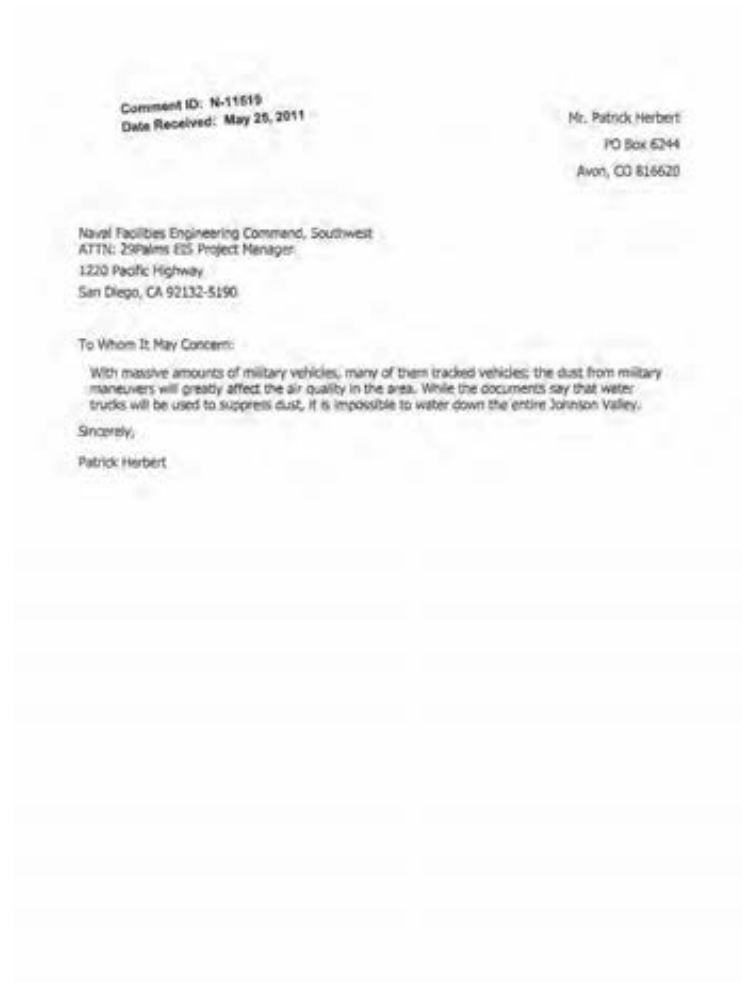 Comment ID: N-11519
Date Received: May 25, 2011
Mr. Patrick Herbert
PO Box 6244
Avon, CO 816620
Naval Facilities Engineering Command, Southwest
ATTN: 29Palms EIS Project Manager
1220 Pacific Highway
San Diego, CA 92132-5190
To Whom It May Concern:
With massive amounts of military vehicles, many of them tracked vehicles; the dust from military
maneuvers will greatly affect the air quality in the area. While the documents say that water
trucks will be used to suppress dust, it is impossible to water down the entire Johnson Valley.
Sincerely,
Patrick Herbert